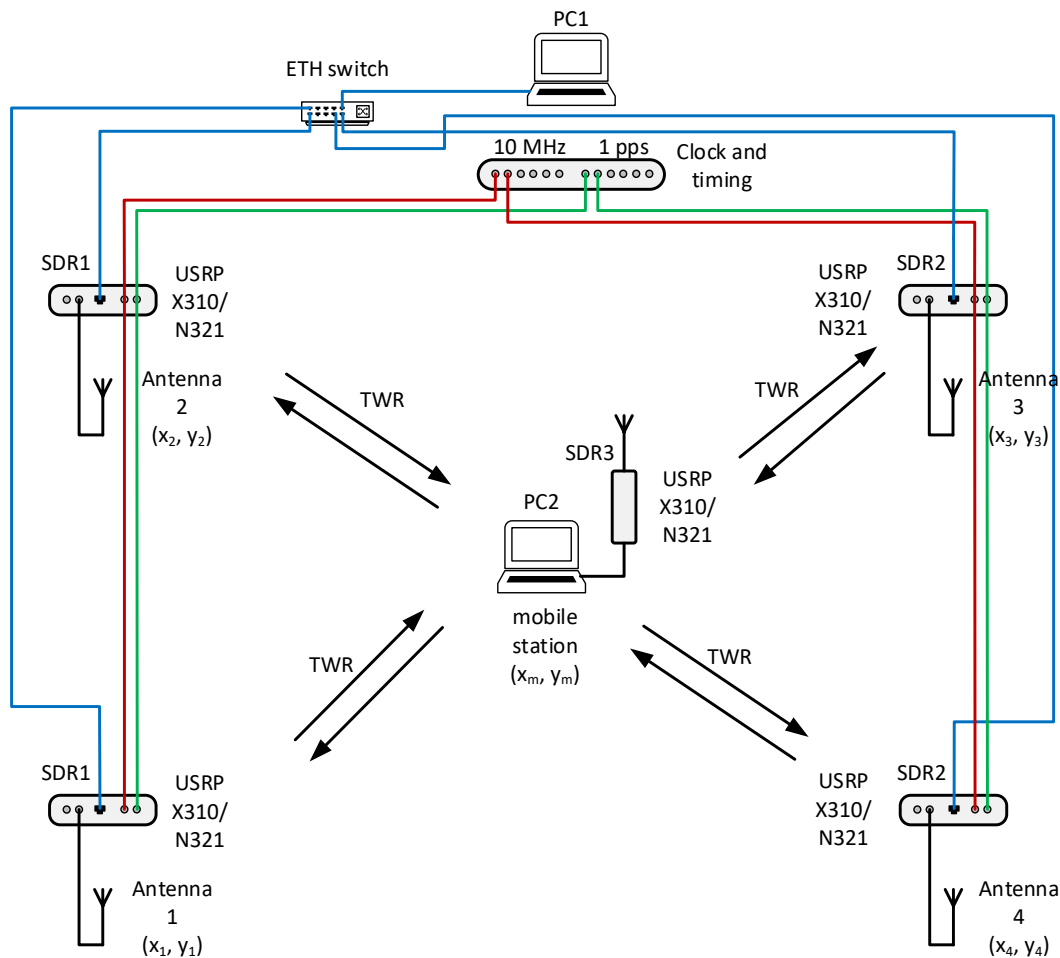 PC1
ETH switch
10 MHz
1 pps
Clock and
timing
SDR1
USRP
X310/
N321
USRP
X310/
N321
SDR2
Antenna
2
(x₂, y₂)
TWR
TWR
Antenna
3
(x₃, y₃)
SDR3
USRP
X310/
N321
PC2
mobile
station
(xₘ, yₘ)
TWR
TWR
SDR1
USRP
X310/
N321
USRP
X310/
N321
SDR2
Antenna
1
(x₁, y₁)
Antenna
4
(x₄, y₄)